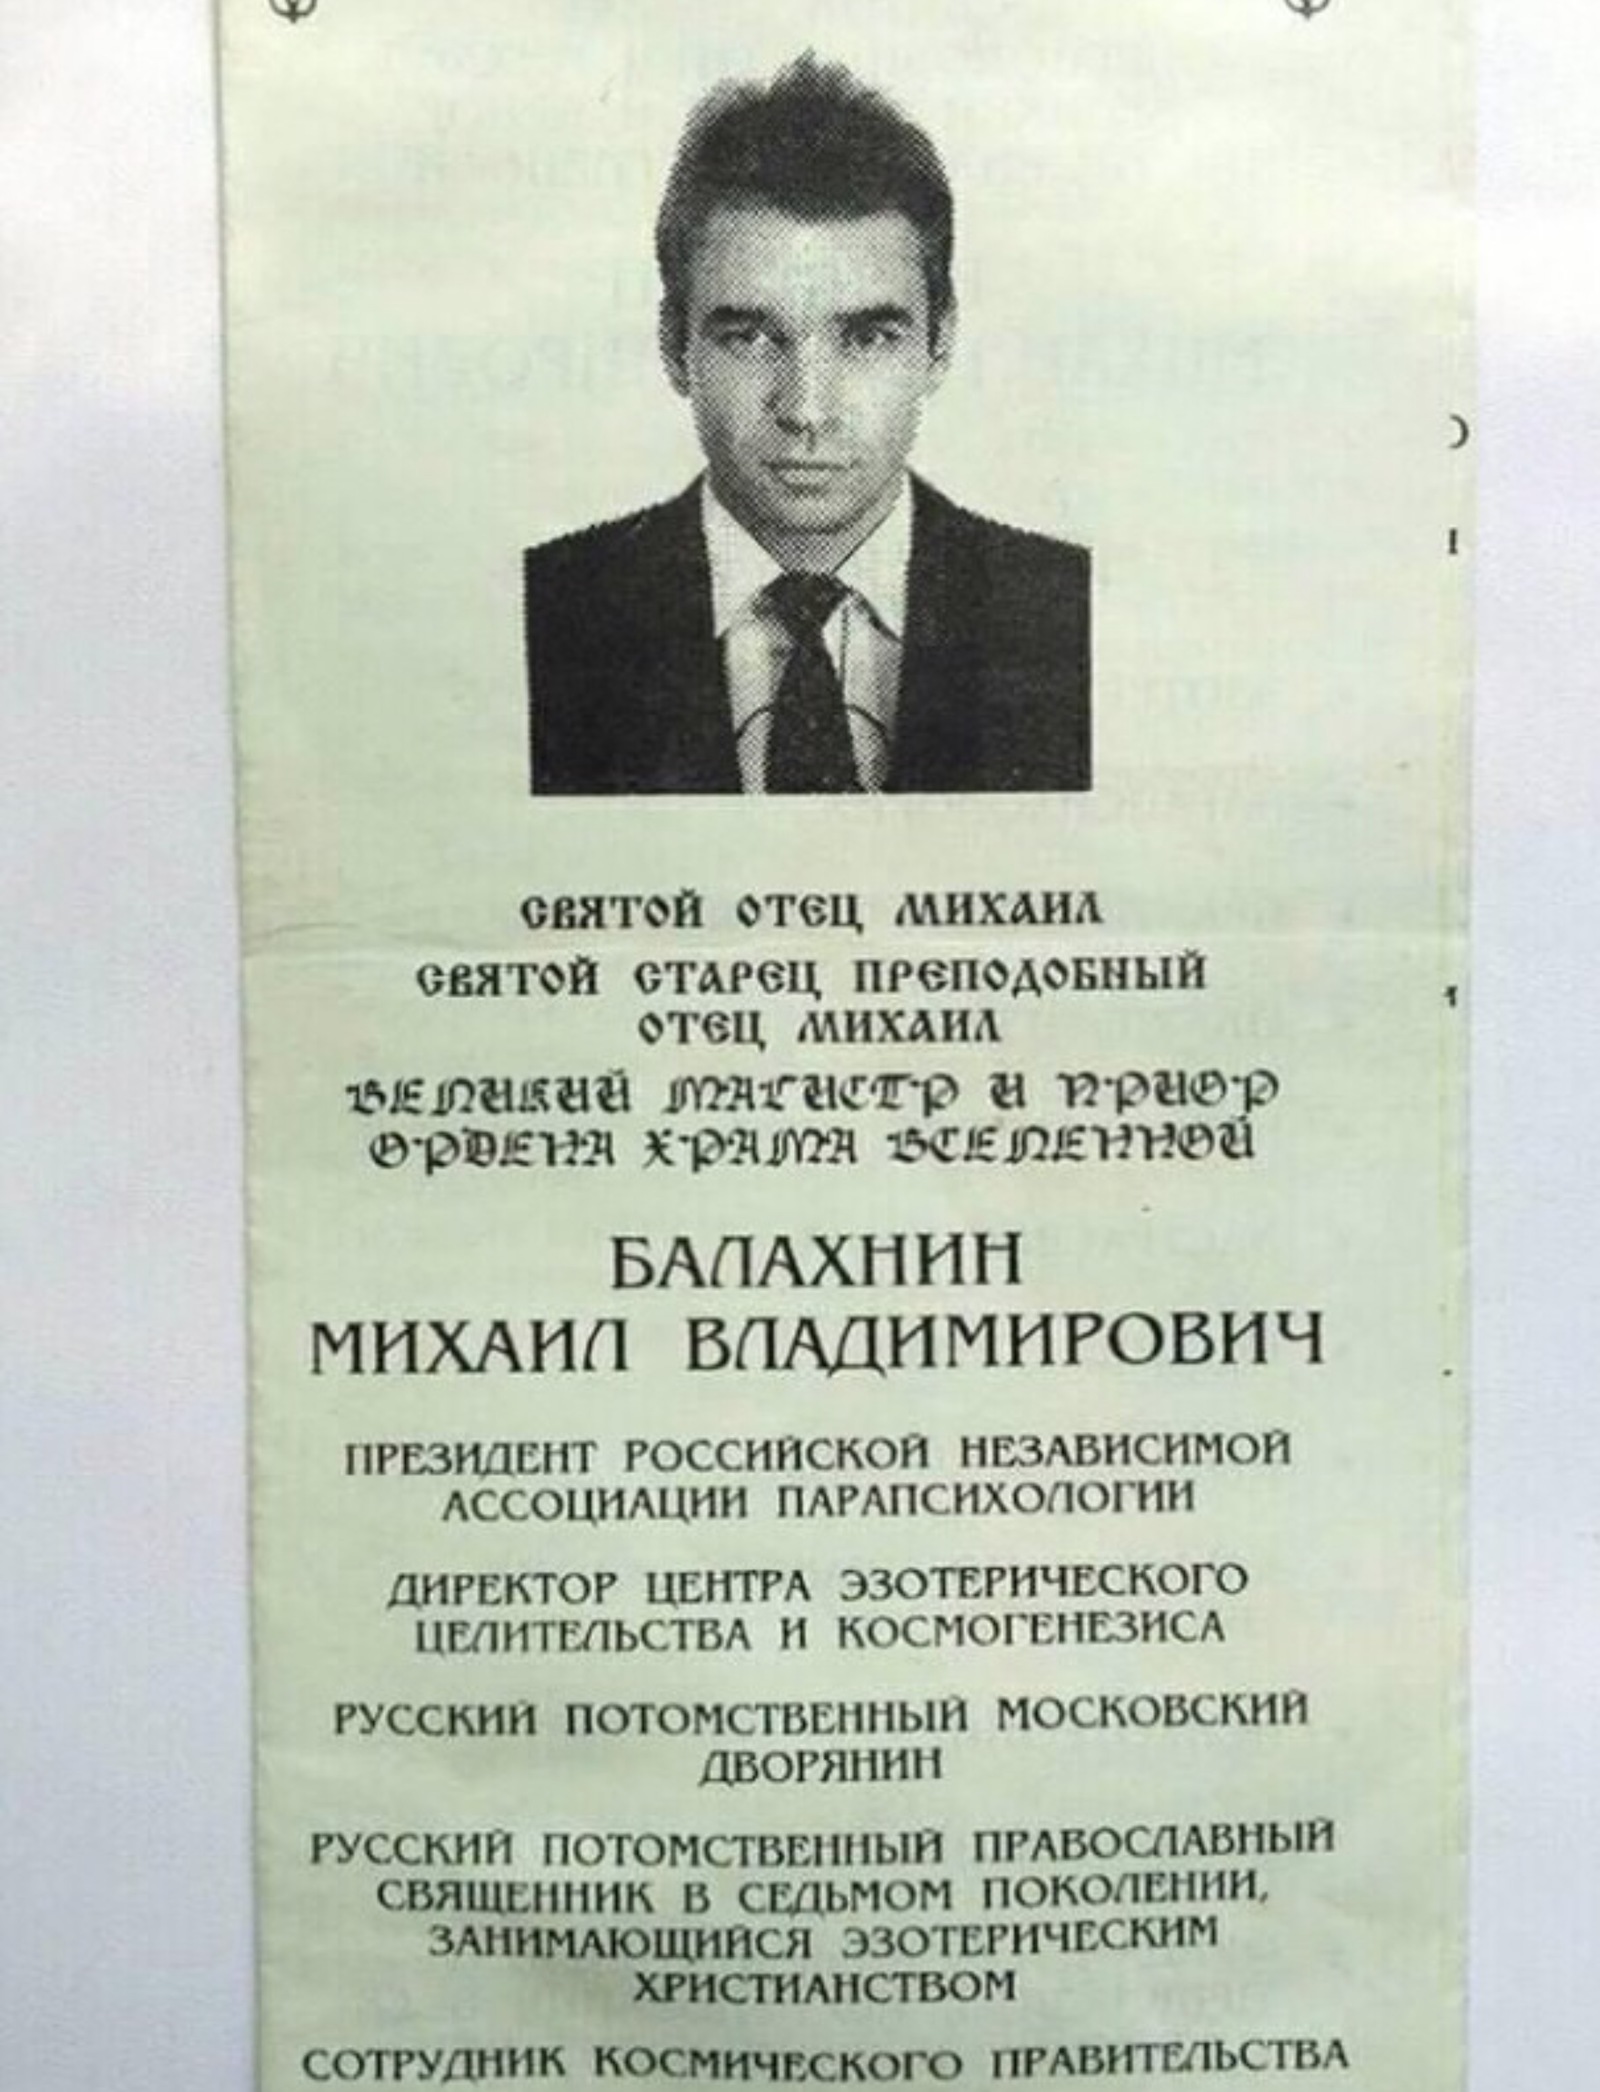 СВЯТОЙ ОТЕЦ МИХАИЛ
СВЯТОЙ СТАРЕЦ ПРЕПОДОБНЫЙ
ОТЕЦ МИХАИЛ
ВЕЛИКИЙ МАГИСТР И ПРИОР
ОРДЕНА ХРАМА ВСЕЛЕННОЙ
БАЛАХНИН
МИХАИЛ ВЛАДИМИРОВИЧ
ПРЕЗИДЕНТ РОССИЙСКОЙ НЕЗАВИСИМОЙ
АССОЦИАЦИИ ПАРАПСИХОЛОГИИ
ДИРЕКТОР ЦЕНТРА ЭЗОТЕРИЧЕСКОГО
ЦЕЛИТЕЛЬСТВА И КОСМОГЕНЕЗИСА
РУССКИЙ ПОТОМСТВЕННЫЙ МОСКОВСКИЙ
ДВОРЯНИН
РУССКИЙ ПОТОМСТВЕННЫЙ ПРАВОСЛАВНЫЙ
СВЯЩЕННИК В СЕДЬМОМ ПОКОЛЕНИИ,
ЗАНИМАЮЩИЙСЯ ЭЗОТЕРИЧЕСКИМ
ХРИСТИАНСТВОМ
СОТРУДНИК КОСМИЧЕСКОГО ПРАВИТЕЛЬСТВА